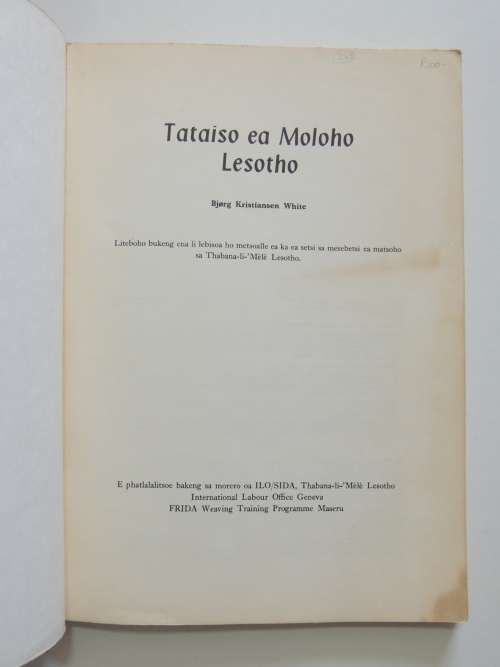 Tataiso ea Moloho
Lesotho
Bjørg Kristiansen White
Liteboho bukeng ena li lebisoa ho metsoalle ea ka ea setsi sa mesebetsi ea matsoho
sa Thabana-li-'Mèlè Lesotho.
E phatlalalitsoe bakeng sa morero oa ILO/SIDA, Thabana-li-'Mèlè Lesotho
International Labour Office Geneva
FRIDA Weaving Training Programme Maseru